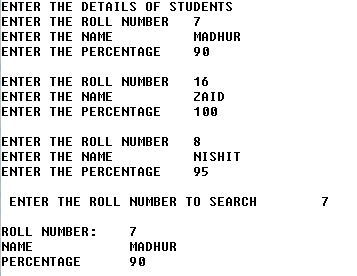 ENTER THE DETAILS OF STUDENTS
ENTER THE ROLL NUMBER 7
ENTER THE NAME MADHUR
ENTER THE PERCENTAGE 90
ENTER THE ROLL NUMBER 16
ENTER THE NAME ZAID
ENTER THE PERCENTAGE 100
ENTER THE ROLL NUMBER 8
ENTER THE NAME NISHIT
ENTER THE PERCENTAGE 95
ENTER THE ROLL NUMBER TO SEARCH 7
ROLL NUMBER: 7
NAME MADHUR
PERCENTAGE 90